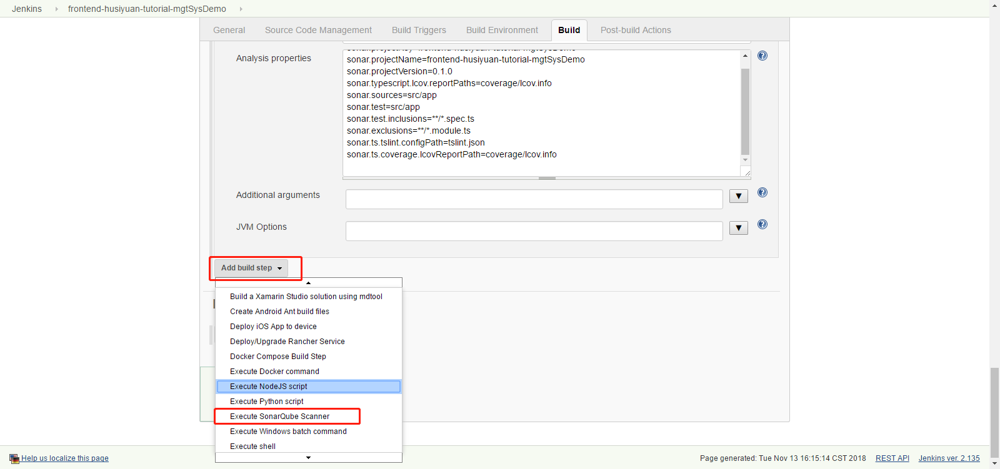 Jenkins frontend-husiyuan-tutorial-mgtSysDemo
General Source Code Management Build Triggers Build Environment Build Post-build Actions
Analysis properties
sonar.projectKey=frontend-husiyuan-tutorial-mgtSysDemo
sonar.projectName=frontend-husiyuan-tutorial-mgtSysDemo
sonar.projectVersion=0.1.0
sonar.typescript.lcov.reportPaths=coverage/lcov.info
sonar.sources=src/app
sonar.test=src/app
sonar.test.inclusions=**/*.spec.ts
sonar.exclusions=**/*.module.ts
sonar.ts.tslint.configPath=tslint.json
sonar.ts.coverage.lcovReportPath=coverage/lcov.info
Additional arguments
JVM Options
Add build step
Build a Xamarin Studio solution using mdtool
Create Android Ant build files
Deploy iOS App to device
Deploy/Upgrade Rancher Service
Docker Compose Build Step
Execute Docker command
Execute NodeJS script
Execute Python script
Execute SonarQube Scanner
Execute Windows batch command
Execute shell
Help us localize this page
Page generated: Tue Nov 13 16:15:14 CST 2018 REST API Jenkins ver. 2.135